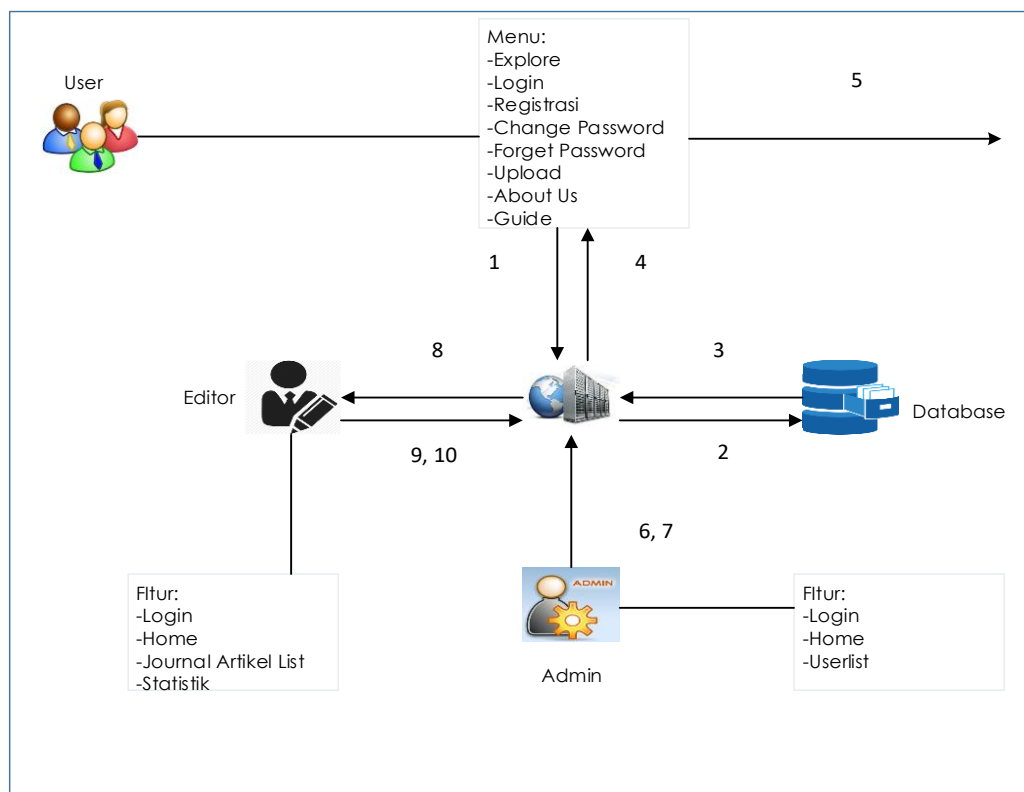 Menu:
-Explore
-Login
-Registrasi
-Change Password
-Forget Password
-Upload
-About Us
-Guide
User
5
1
4
8
3
Editor
Database
9, 10
2
6, 7
ADMIN
Admin
FItur:
-Login
-Home
-Journal Artikel List
-Statistik
FItur:
-Login
-Home
-Userlist